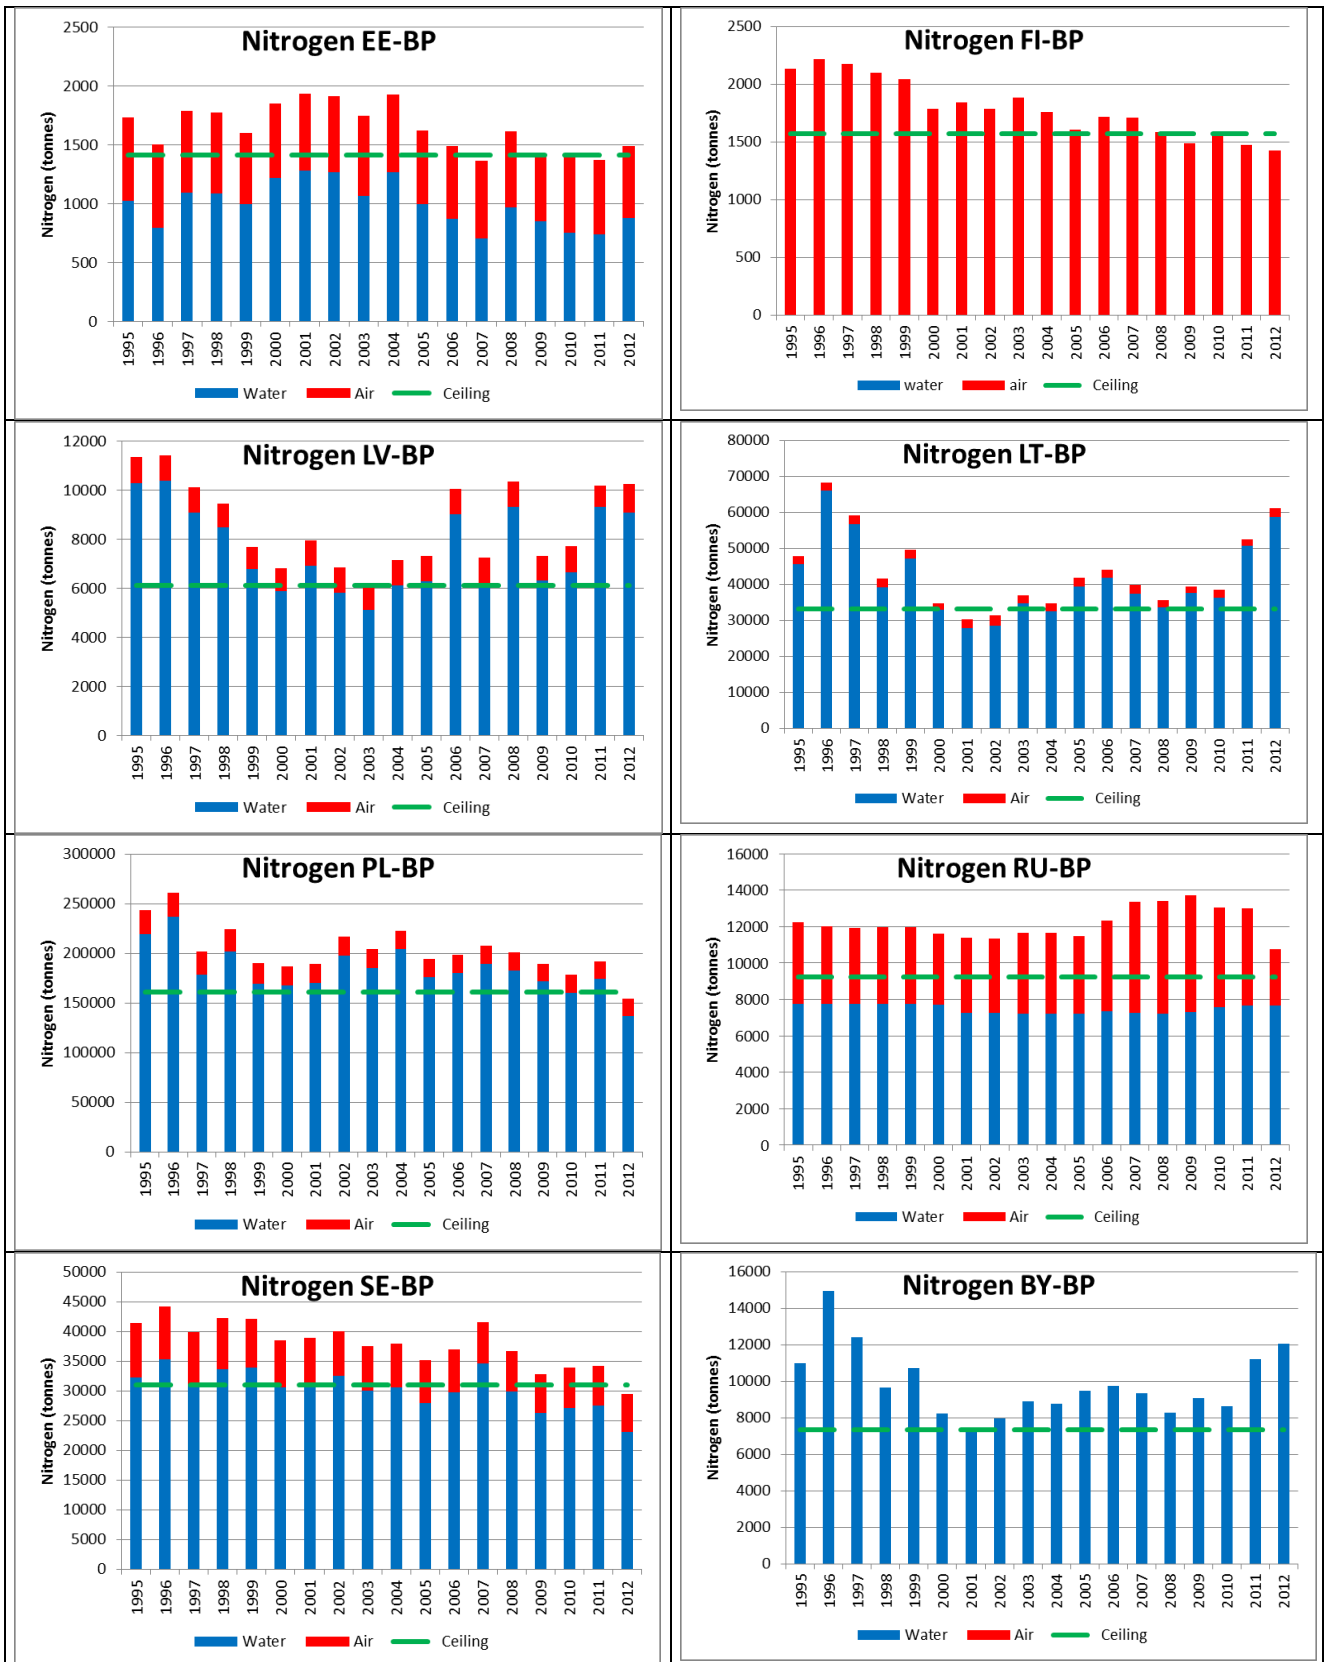 Nitrogen EE-BP
Nitrogen (tonnes)
2500
2000
1500
1000
500
0
1995 1996 1997 1998 1999 2000 2001 2002 2003 2004 2005 2006 2007 2008 2009 2010 2011 2012
Water Air Ceiling
Nitrogen FI-BP
Nitrogen (tonnes)
2500
2000
1500
1000
500
0
1995 1996 1997 1998 1999 2000 2001 2002 2003 2004 2005 2006 2007 2008 2009 2010 2011 2012
water air Ceiling
Nitrogen LV-BP
Nitrogen (tonnes)
12000
10000
8000
6000
4000
2000
0
1995 1996 1997 1998 1999 2000 2001 2002 2003 2004 2005 2006 2007 2008 2009 2010 2011 2012
Water Air Ceiling
Nitrogen LT-BP
Nitrogen (tonnes)
80000
70000
60000
50000
40000
30000
20000
10000
0
1995 1996 1997 1998 1999 2000 2001 2002 2003 2004 2005 2006 2007 2008 2009 2010 2011 2012
Water Air Ceiling
Nitrogen PL-BP
Nitrogen (tonnes)
300000
250000
200000
150000
100000
50000
0
1995 1996 1997 1998 1999 2000 2001 2002 2003 2004 2005 2006 2007 2008 2009 2010 2011 2012
Water Air Ceiling
Nitrogen RU-BP
Nitrogen (tonnes)
16000
14000
12000
10000
8000
6000
4000
2000
0
1995 1996 1997 1998 1999 2000 2001 2002 2003 2004 2005 2006 2007 2008 2009 2010 2011 2012
Water Air Ceiling
Nitrogen SE-BP
Nitrogen (tonnes)
50000
45000
40000
35000
30000
25000
20000
15000
10000
5000
0
1995 1996 1997 1998 1999 2000 2001 2002 2003 2004 2005 2006 2007 2008 2009 2010 2011 2012
Water Air Ceiling
Nitrogen BY-BP
Nitrogen (tonnes)
16000
14000
12000
10000
8000
6000
4000
2000
0
1995 1996 1997 1998 1999 2000 2001 2002 2003 2004 2005 2006 2007 2008 2009 2010 2011 2012
Water Air Ceiling